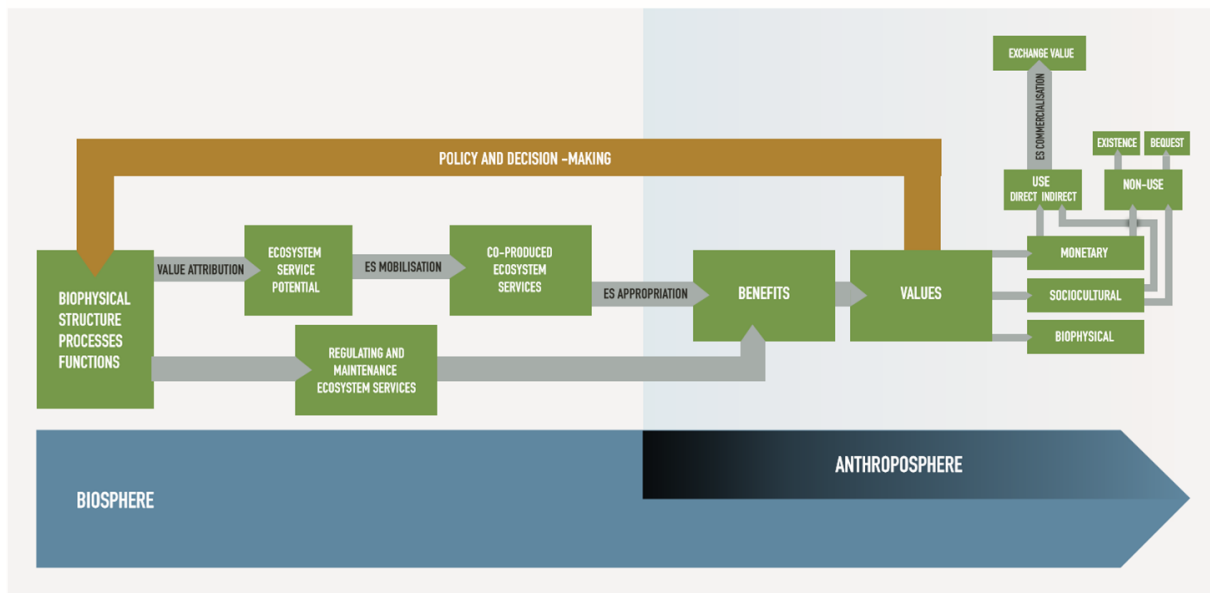 EXCHANGE VALUE
ES COMMERCIALISATION
EXISTENCE
BEQUEST
POLICY AND DECISION -MAKING
USE
DIRECT INDIRECT
NON-USE
BIOPHYSICAL
STRUCTURE
PROCESSES
FUNCTIONS
VALUE ATTRIBUTION
ECOSYSTEM
SERVICE
POTENTIAL
ES MOBILISATION
CO-PRODUCED
ECOSYSTEM
SERVICES
ES APPROPRIATION
BENEFITS
VALUES
MONETARY
SOCIOCULTURAL
BIOPHYSICAL
REGULATING AND
MAINTENANCE
ECOSYSTEM SERVICES
ANTHROPOSPHERE
BIOSPHERE